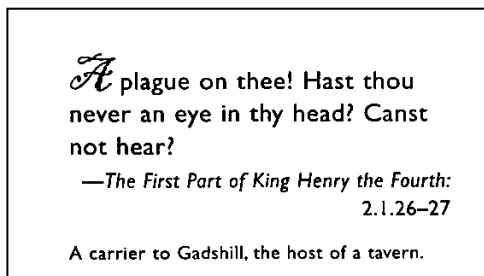 A plague on thee! Hast thou
never an eye in thy head? Canst
not hear?
—The First Part of King Henry the Fourth:
2.1.26–27
A carrier to Gadshill, the host of a tavern.